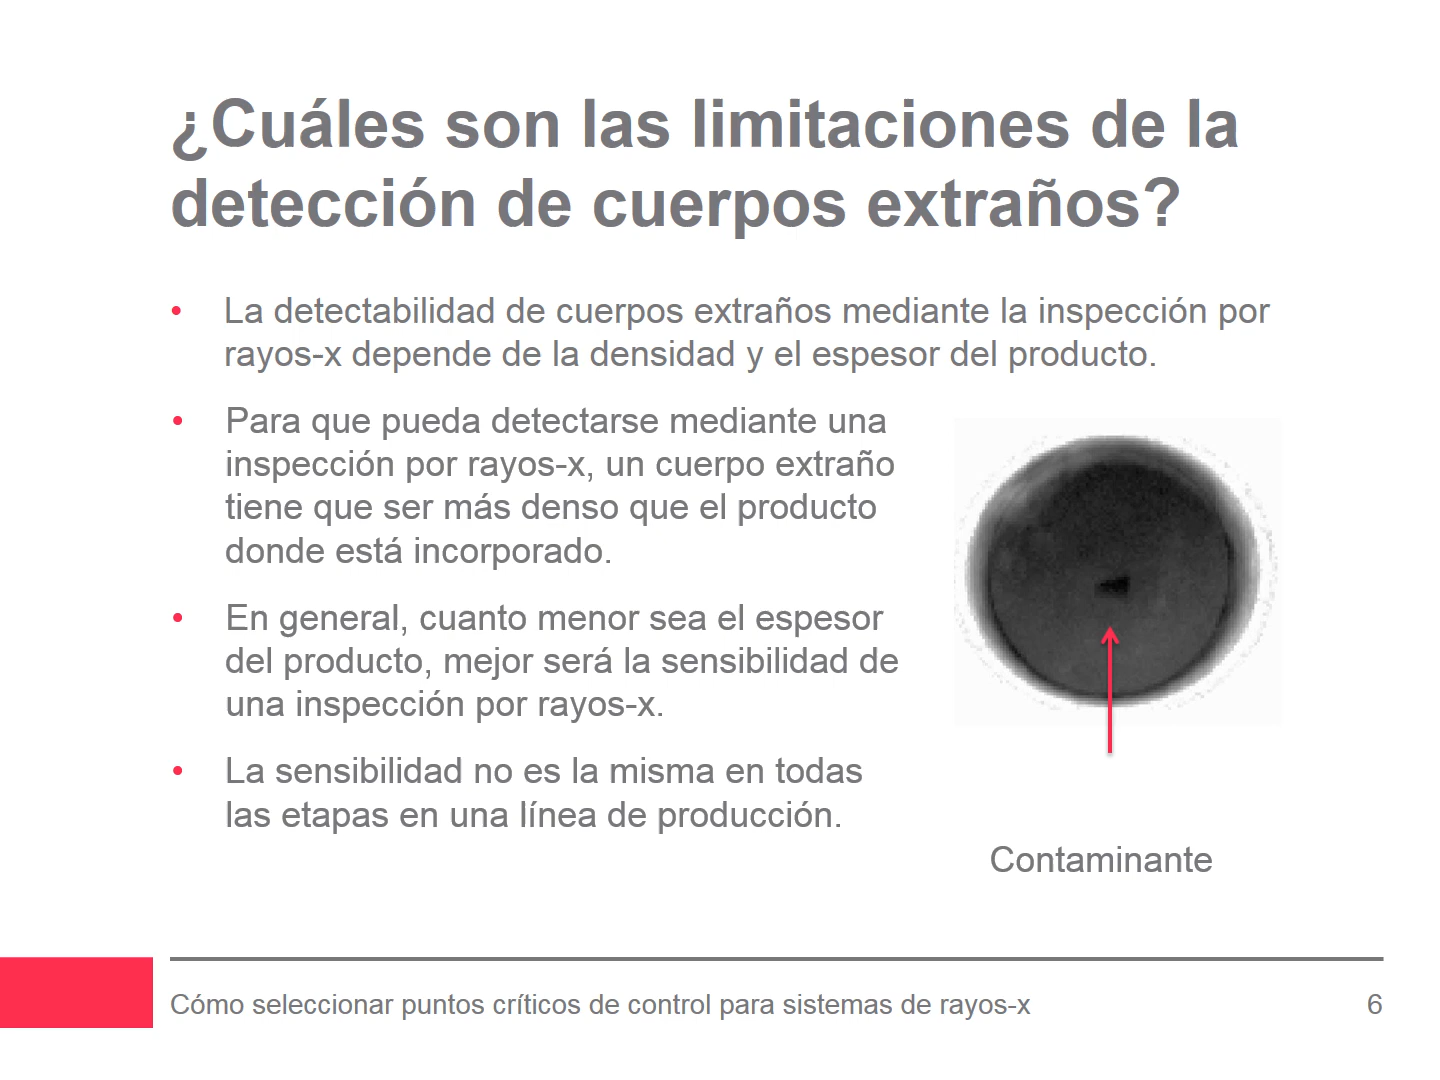 ¿Cuáles son las limitaciones de la
detección de cuerpos extraños?
• La detectabilidad de cuerpos extraños mediante la inspección por
rayos-x depende de la densidad y el espesor del producto.
• Para que pueda detectarse mediante una
inspección por rayos-x, un cuerpo extraño
tiene que ser más denso que el producto
donde está incorporado.
• En general, cuanto menor sea el espesor
del producto, mejor será la sensibilidad de
una inspección por rayos-x.
• La sensibilidad no es la misma en todas
las etapas en una línea de producción.
Contaminante
Cómo seleccionar puntos críticos de control para sistemas de rayos-x
6